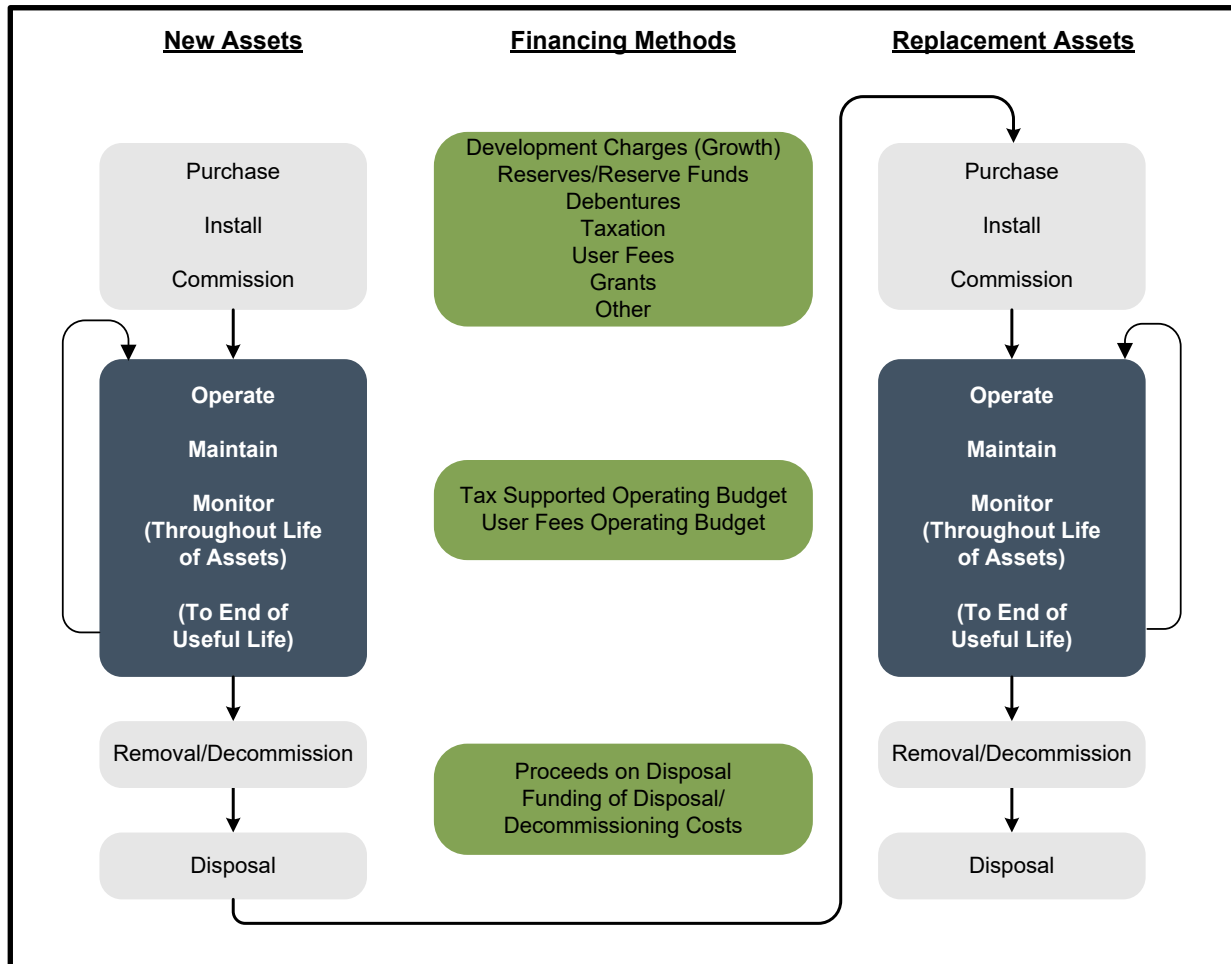 New Assets
Purchase
Install
Commission
Operate
Maintain
Monitor
(Throughout Life
of Assets)
(To End of
Useful Life)
Removal/Decommission
Disposal
Financing Methods
Development Charges (Growth)
Reserves/Reserve Funds
Debentures
Taxation
User Fees
Grants
Other
Tax Supported Operating Budget
User Fees Operating Budget
Proceeds on Disposal
Funding of Disposal/
Decommissioning Costs
Replacement Assets
Purchase
Install
Commission
Operate
Maintain
Monitor
(Throughout Life
of Assets)
(To End of
Useful Life)
Removal/Decommission
Disposal